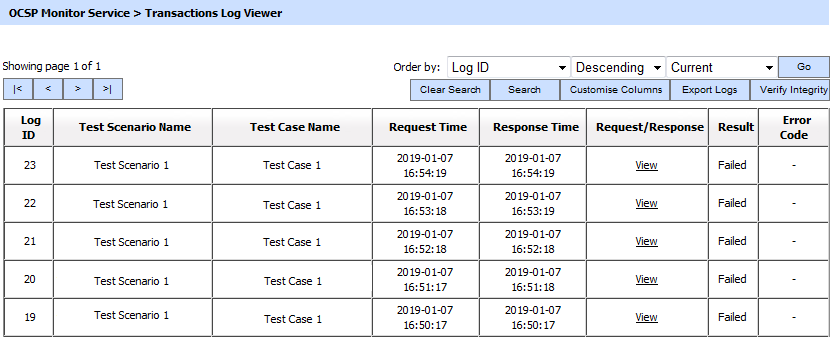 OCSP Monitor Service > Transactions Log Viewer
Showing page 1 of 1
Order by: Log ID Descending Current Go
|< < > >| Clear Search Search Customise Columns Export Logs Verify Integrity
Log ID Test Scenario Name Test Case Name Request Time Response Time Request/Response Result Error Code
23 Test Scenario 1 Test Case 1 2019-01-07 16:54:19 2019-01-07 16:54:19 View Failed -
22 Test Scenario 1 Test Case 1 2019-01-07 16:53:18 2019-01-07 16:53:19 View Failed -
21 Test Scenario 1 Test Case 1 2019-01-07 16:52:18 2019-01-07 16:52:18 View Failed -
20 Test Scenario 1 Test Case 1 2019-01-07 16:51:17 2019-01-07 16:51:18 View Failed -
19 Test Scenario 1 Test Case 1 2019-01-07 16:50:17 2019-01-07 16:50:17 View Failed -